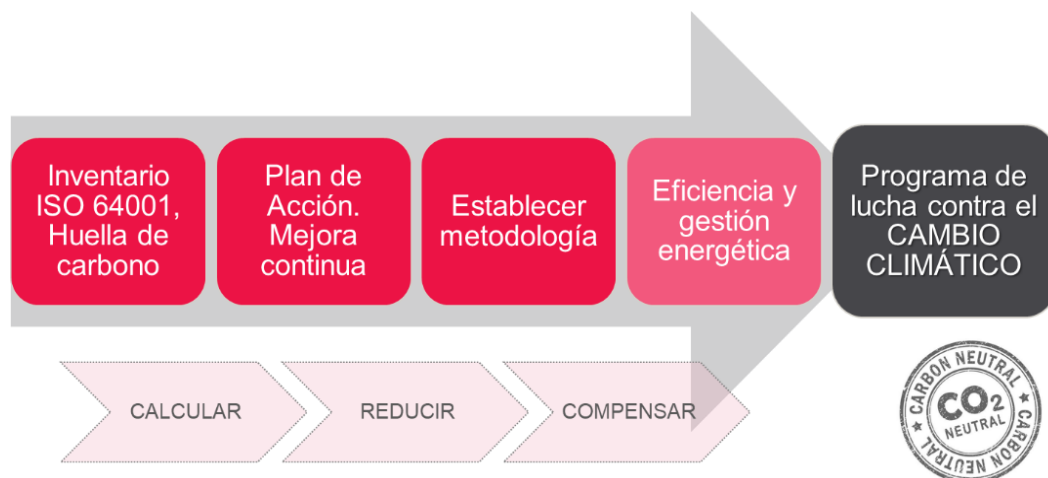 Inventario
ISO 64001,
Huella de
carbono
Plan de
Acción.
Mejora
continua
Establecer
metodología
Eficiencia y
gestión
energética
Programa de
lucha contra el
CAMBIO
CLIMÁTICO
CALCULAR
REDUCIR
COMPENSAR
CARBON NEUTRAL
CO2
NEUTRAL
CARBON NEUTRAL